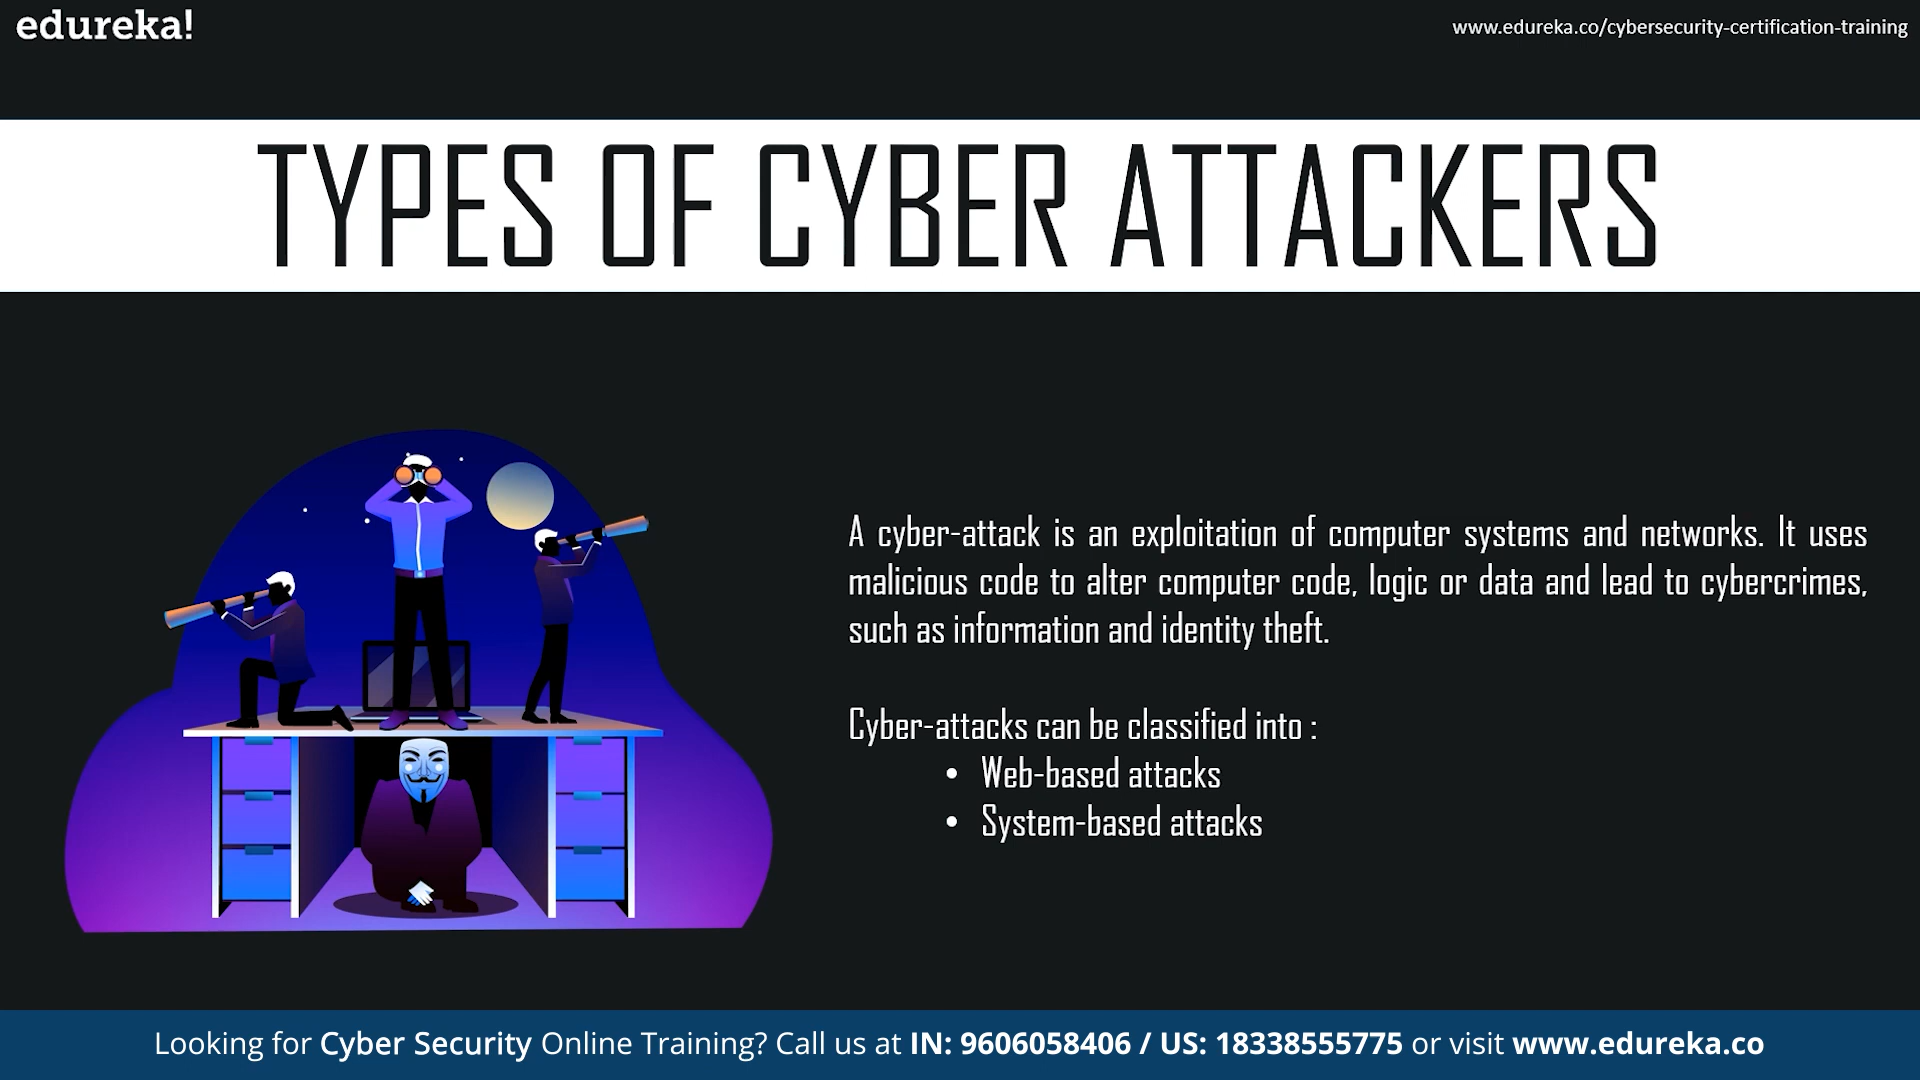 edureka!
www.edureka.co/cybersecurity-certification-training
TYPES OF CYBER ATTACKERS
A cyber-attack is an exploitation of computer systems and networks. It uses
malicious code to alter computer code, logic or data and lead to cybercrimes,
such as information and identity theft.
Cyber-attacks can be classified into :
• Web-based attacks
• System-based attacks
Looking for Cyber Security Online Training? Call us at IN: 9606058406 / US: 18338555775 or visit www.edureka.co